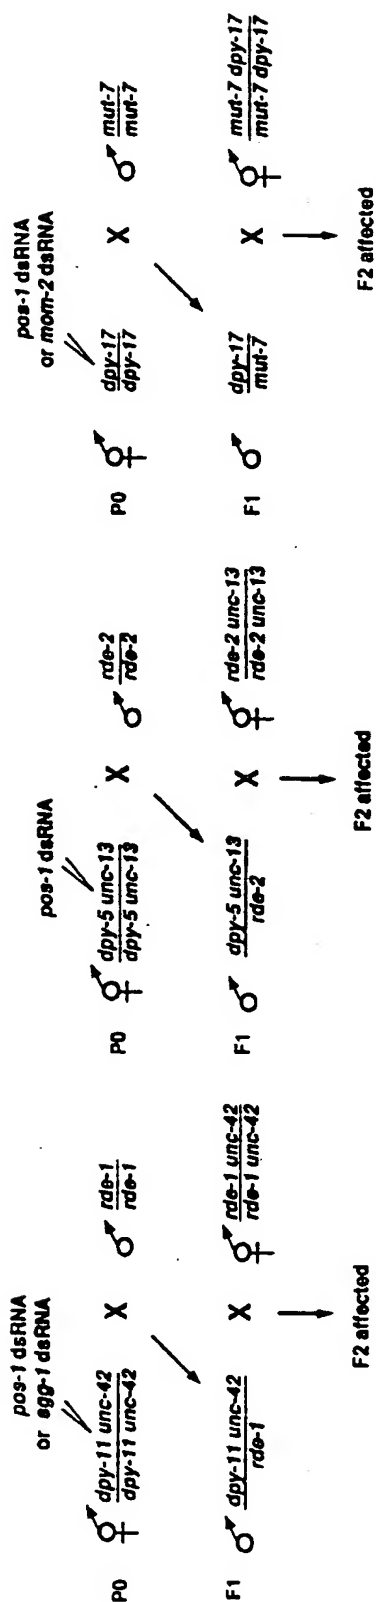 pos-1 dsRNA
or sgg-1 dsRNA
P0 ⚥ dpy-11 unc-42 / dpy-11 unc-42 X ♂ rde-1 / rde-1
F1 ♂ dpy-11 unc-42 / rde-1 X ⚥ rde-1 unc-42 / rde-1 unc-42
F2 affected
pos-1 dsRNA
P0 ⚥ dpy-5 unc-13 / dpy-5 unc-13 X ♂ rde-2 / rde-2
F1 ♂ dpy-5 unc-13 / rde-2 X ⚥ rde-2 unc-13 / rde-2 unc-13
F2 affected
pos-1 dsRNA
or mom-2 dsRNA
P0 ⚥ dpy-17 / dpy-17 X ♂ mut-7 / mut-7
F1 ♂ dpy-17 / mut-7 X ⚥ mut-7 dpy-17 / mut-7 dpy-17
F2 affected